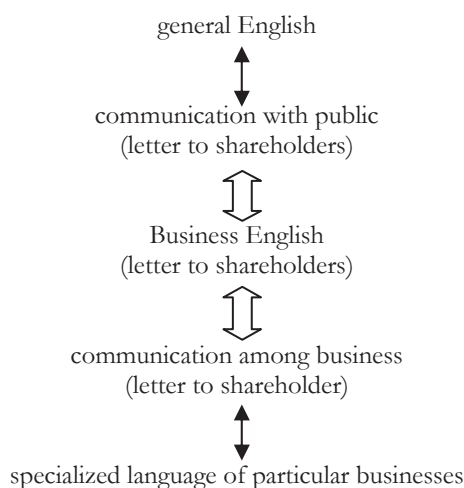 general English
communication with public
(letter to shareholders)
Business English
(letter to shareholders)
communication among business
(letter to shareholder)
specialized language of particular businesses